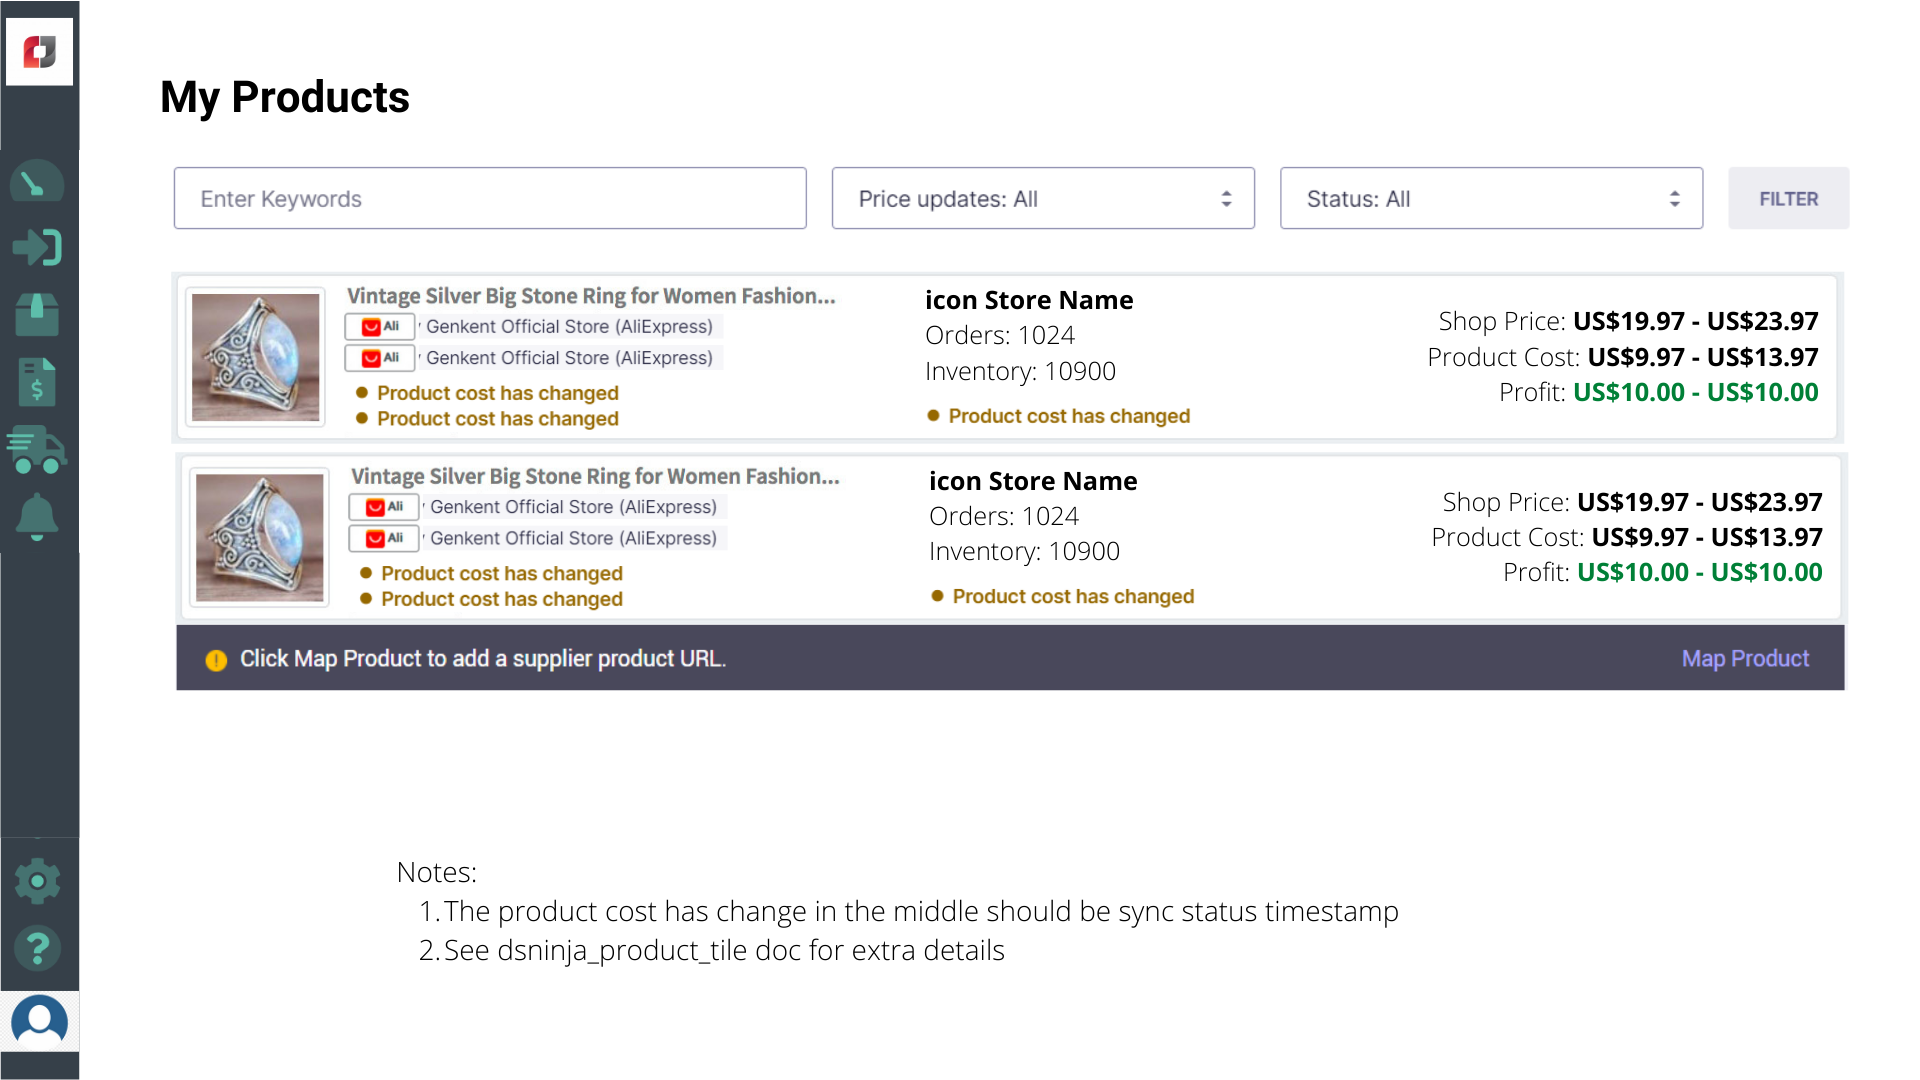 My Products
Enter Keywords
Price updates: All
Status: All
FILTER
Vintage Silver Big Stone Ring for Women Fashion...
Ali
Genkent Official Store (AliExpress)
Ali
Genkent Official Store (AliExpress)
Product cost has changed
Product cost has changed
icon Store Name
Orders: 1024
Inventory: 10900
Product cost has changed
Shop Price: US$19.97 - US$23.97
Product Cost: US$9.97 - US$13.97
Profit: US$10.00 - US$10.00
Vintage Silver Big Stone Ring for Women Fashion...
Ali
Genkent Official Store (AliExpress)
Ali
Genkent Official Store (AliExpress)
Product cost has changed
Product cost has changed
icon Store Name
Orders: 1024
Inventory: 10900
Product cost has changed
Shop Price: US$19.97 - US$23.97
Product Cost: US$9.97 - US$13.97
Profit: US$10.00 - US$10.00
Click Map Product to add a supplier product URL.
Map Product
Notes:
1. The product cost has change in the middle should be sync status timestamp
2. See dsninja_product_tile doc for extra details